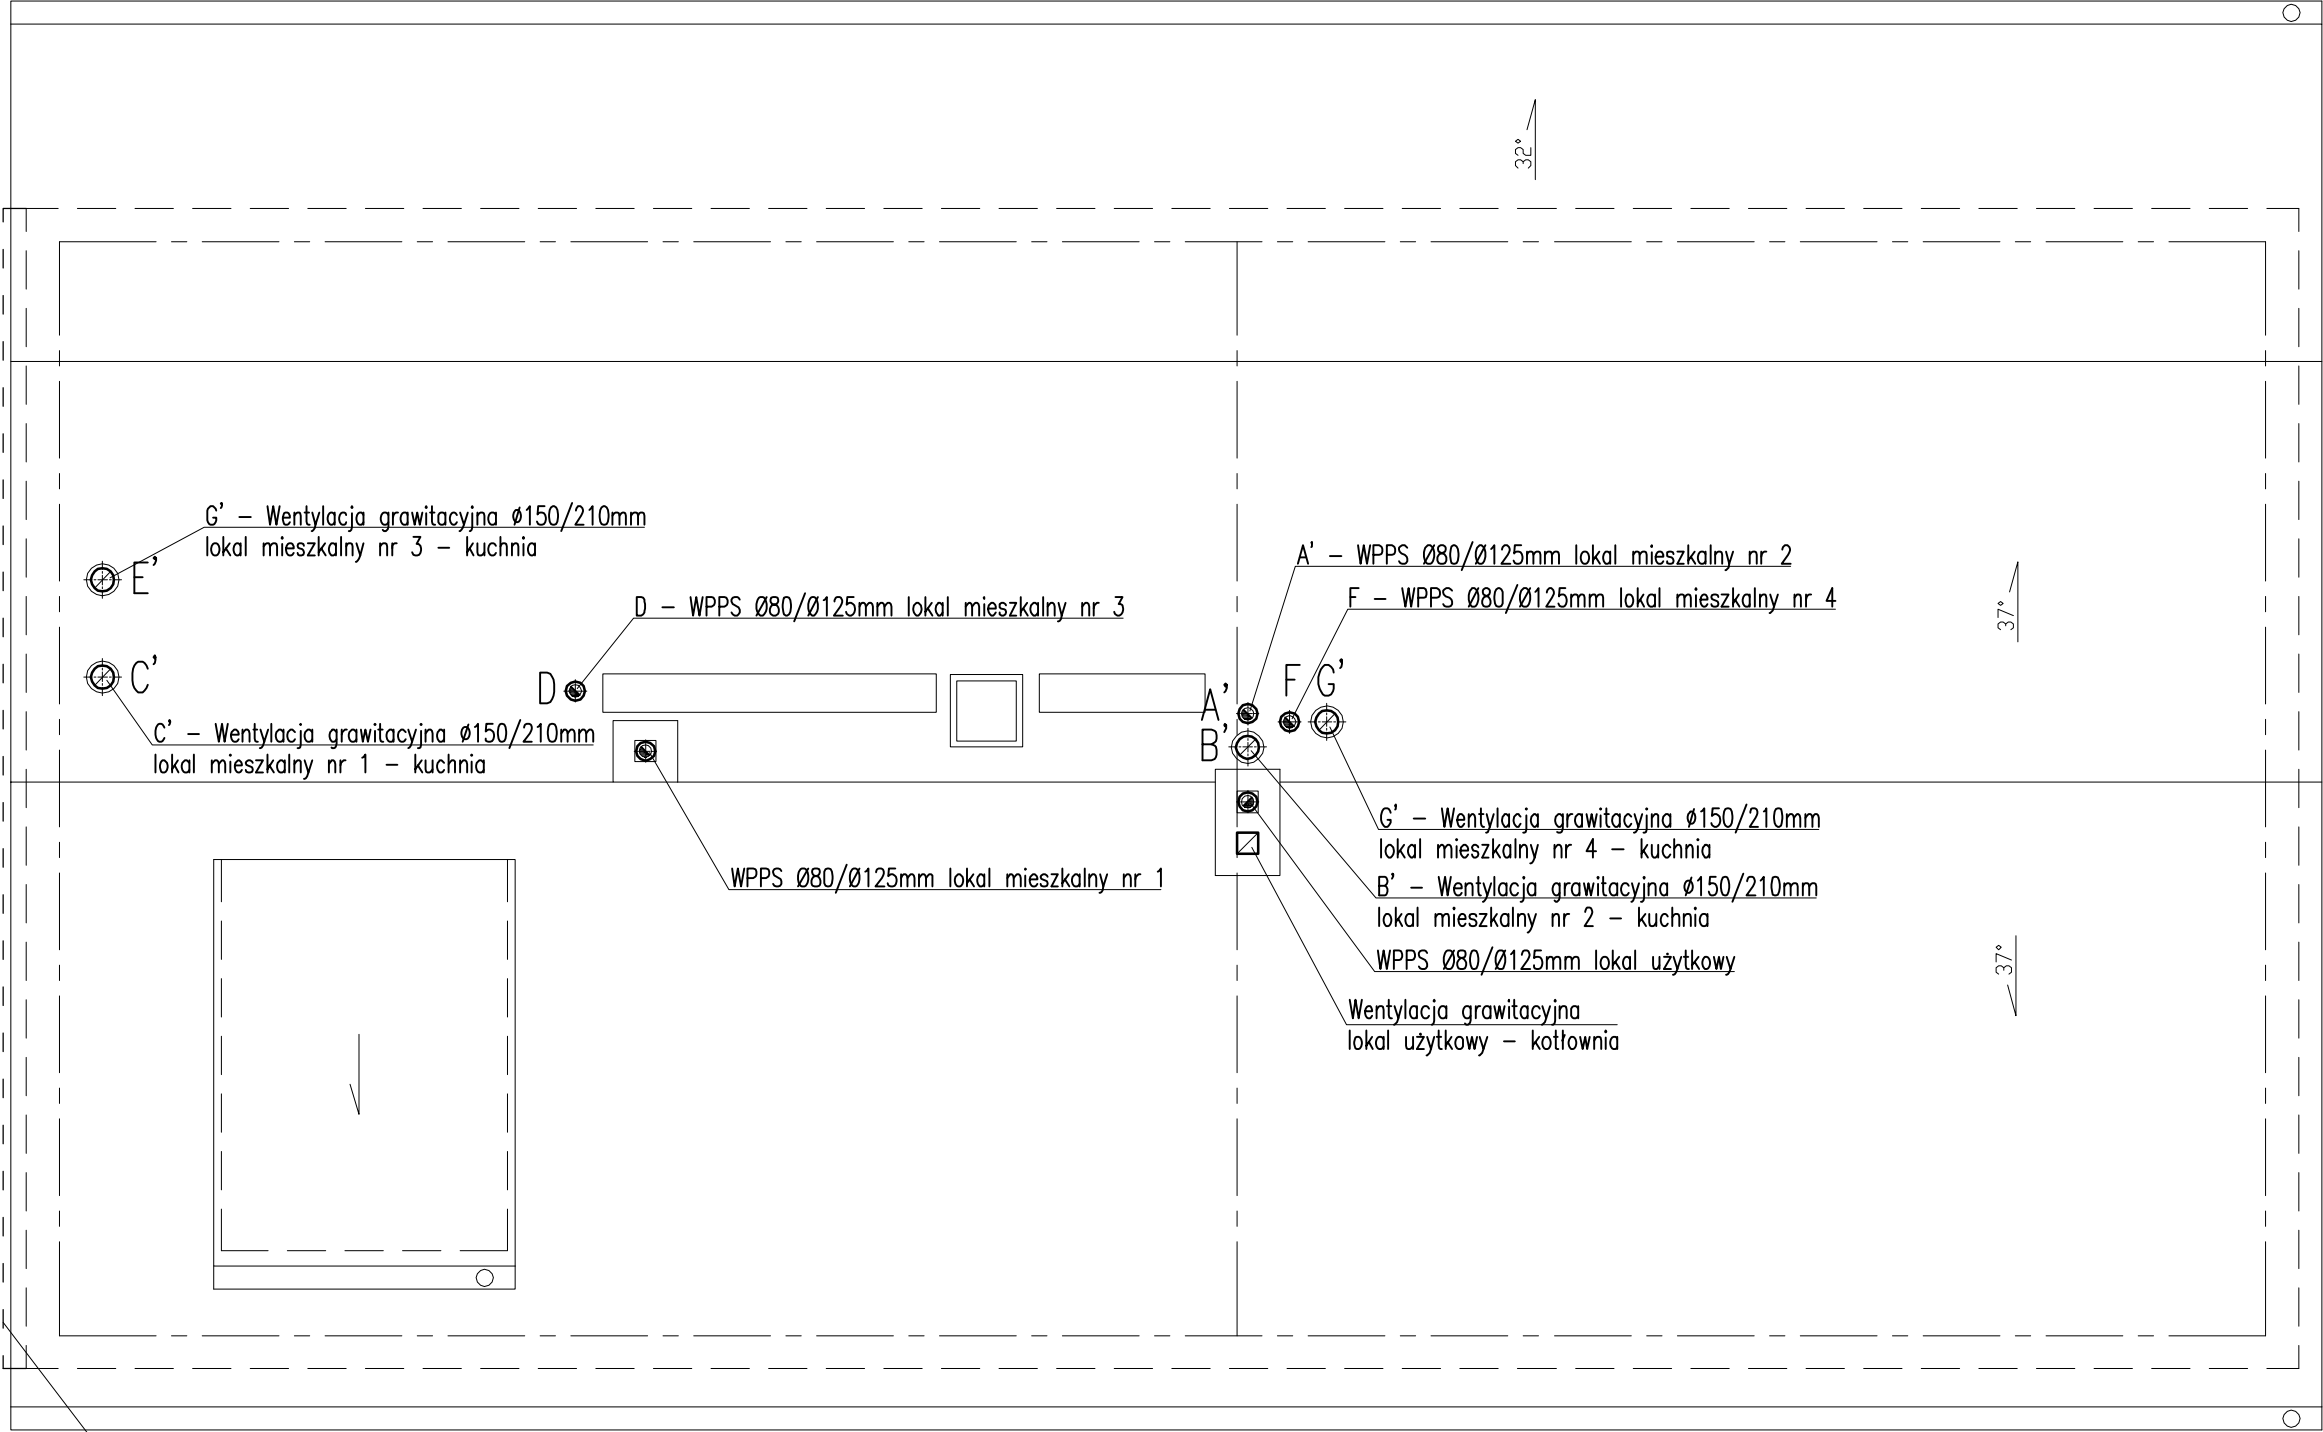 32°
G' – Wentylacja grawitacyjna ø150/210mm
lokal mieszkalny nr 3 – kuchnia
E'
A' – WPPS Ø80/Ø125mm lokal mieszkalny nr 2
F – WPPS Ø80/Ø125mm lokal mieszkalny nr 4
37°
D – WPPS Ø80/Ø125mm lokal mieszkalny nr 3
C'
D
A'
F
G'
B'
C' – Wentylacja grawitacyjna ø150/210mm
lokal mieszkalny nr 1 – kuchnia
G' – Wentylacja grawitacyjna ø150/210mm
lokal mieszkalny nr 4 – kuchnia
WPPS Ø80/Ø125mm lokal mieszkalny nr 1
B' – Wentylacja grawitacyjna ø150/210mm
lokal mieszkalny nr 2 – kuchnia
WPPS Ø80/Ø125mm lokal użytkowy
37°
Wentylacja grawitacyjna
lokal użytkowy – kotłownia